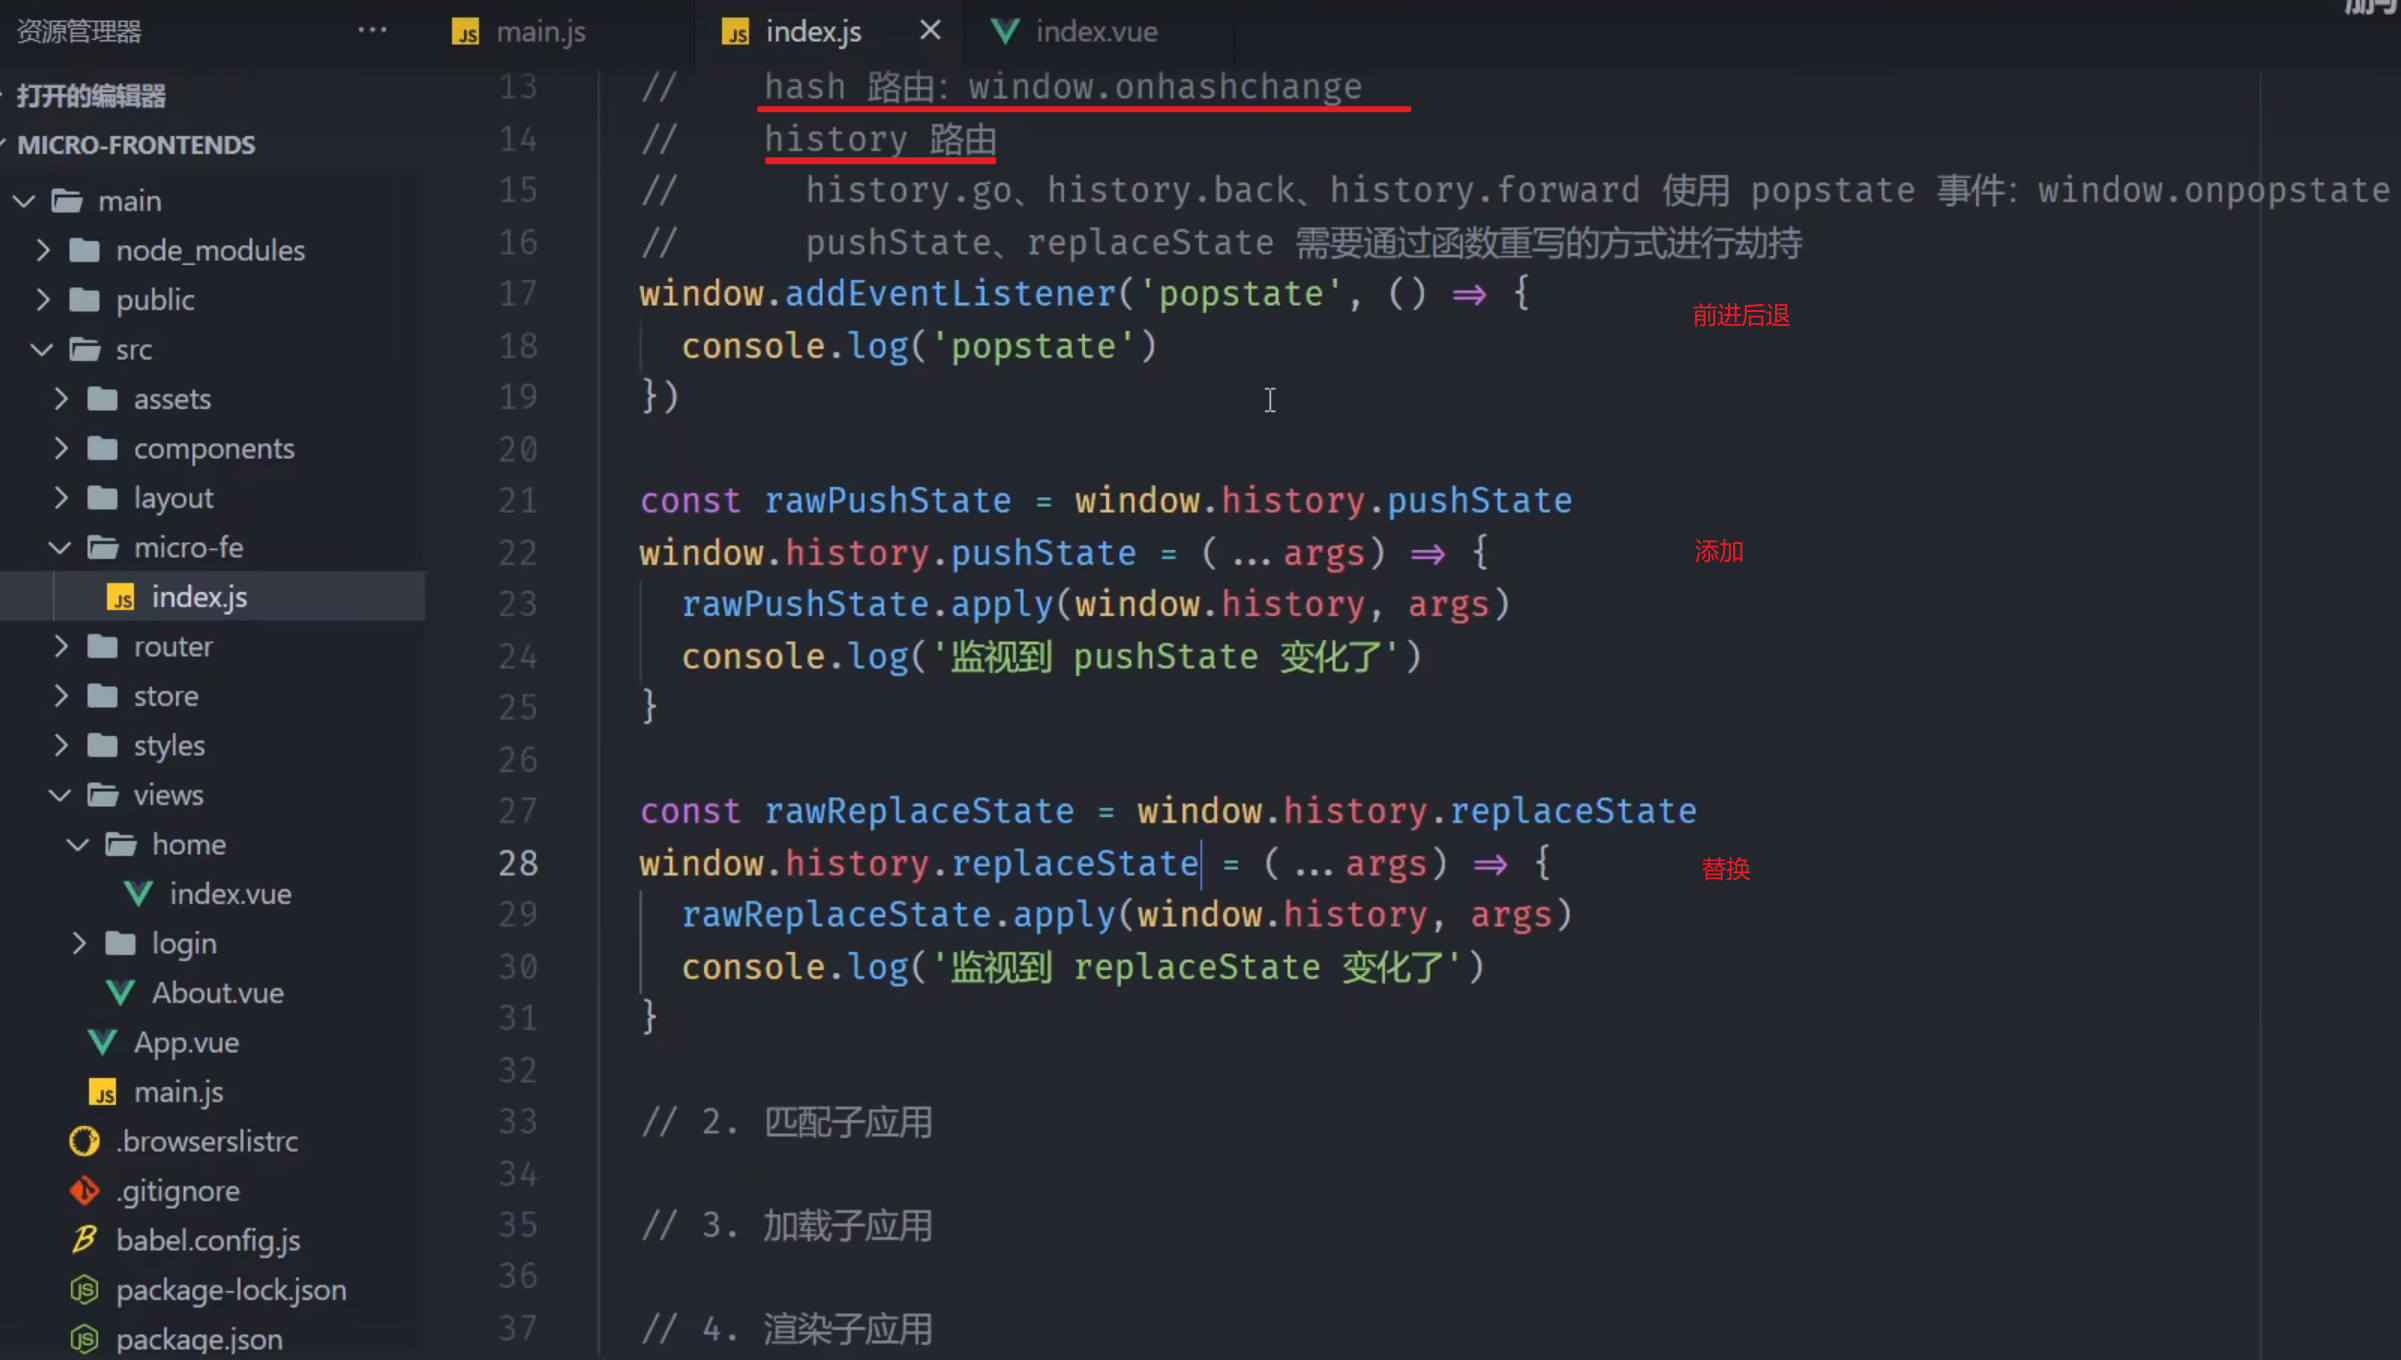 资源管理器 ···
打开的编辑器
MICRO-FRONTENDS
main
node_modules
public
src
assets
components
layout
micro-fe
JS index.js
router
store
styles
views
home
index.vue
login
About.vue
App.vue
JS main.js
.browserslistrc
.gitignore
babel.config.js
package-lock.json
package.json
JS main.js
JS index.js
index.vue
13 // hash 路由: window.onhashchange
14 // history 路由
15 // history.go、history.back、history.forward 使用 popstate 事件: window.onpopstate
16 // pushState、replaceState 需要通过函数重写的方式进行劫持
17 window.addEventListener('popstate', () => {
前进后退
18 console.log('popstate')
19 })
20
21 const rawPushState = window.history.pushState
22 window.history.pushState = (...args) => {
添加
23 rawPushState.apply(window.history, args)
24 console.log('监视到 pushState 变化了')
25 }
26
27 const rawReplaceState = window.history.replaceState
28 window.history.replaceState = (...args) => {
替换
29 rawReplaceState.apply(window.history, args)
30 console.log('监视到 replaceState 变化了')
31 }
32
33 // 2. 匹配子应用
34
35 // 3. 加载子应用
36
37 // 4. 渲染子应用